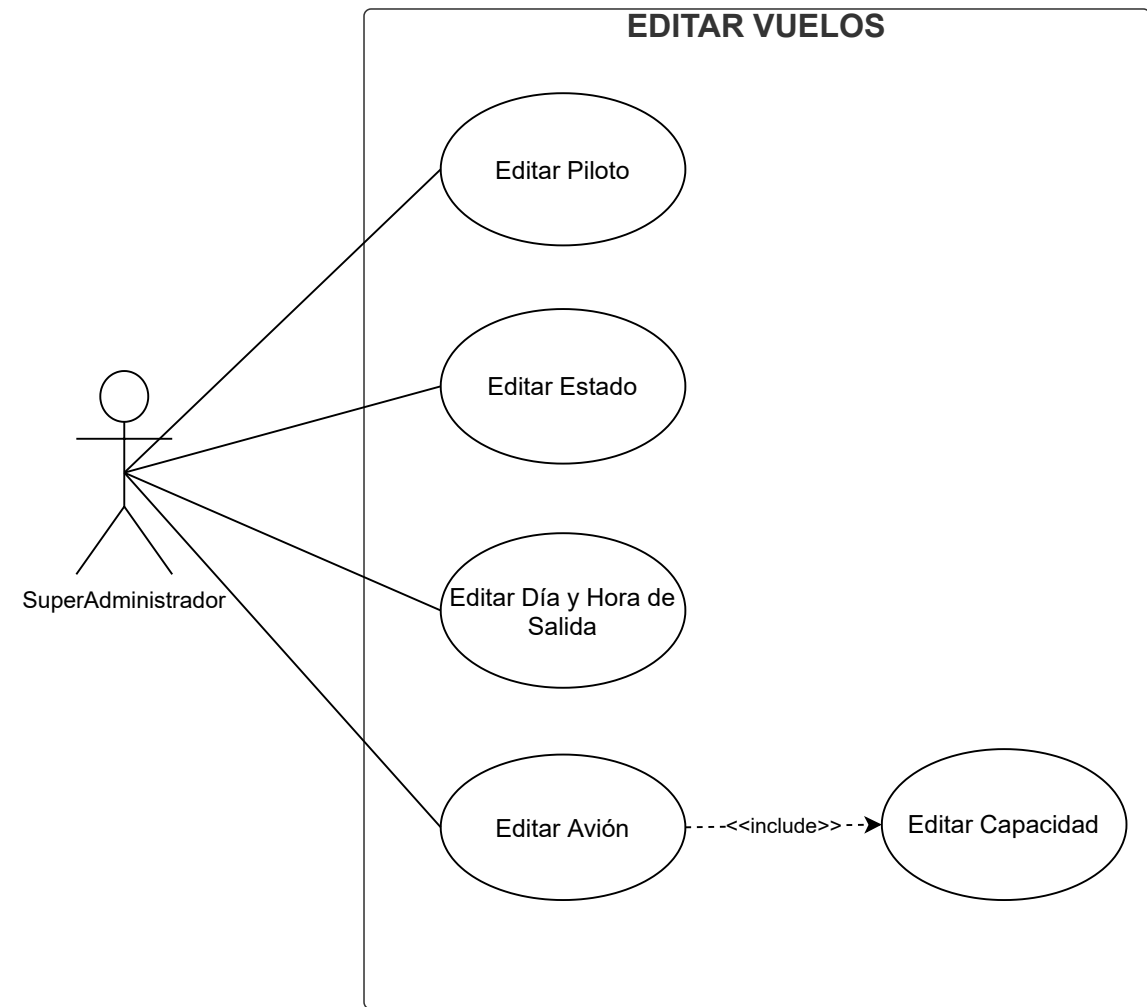 EDITAR VUELOS
Editar Piloto
Editar Estado
SuperAdministrador
Editar Día y Hora de
Salida
Editar Avión
<<include>>
Editar Capacidad